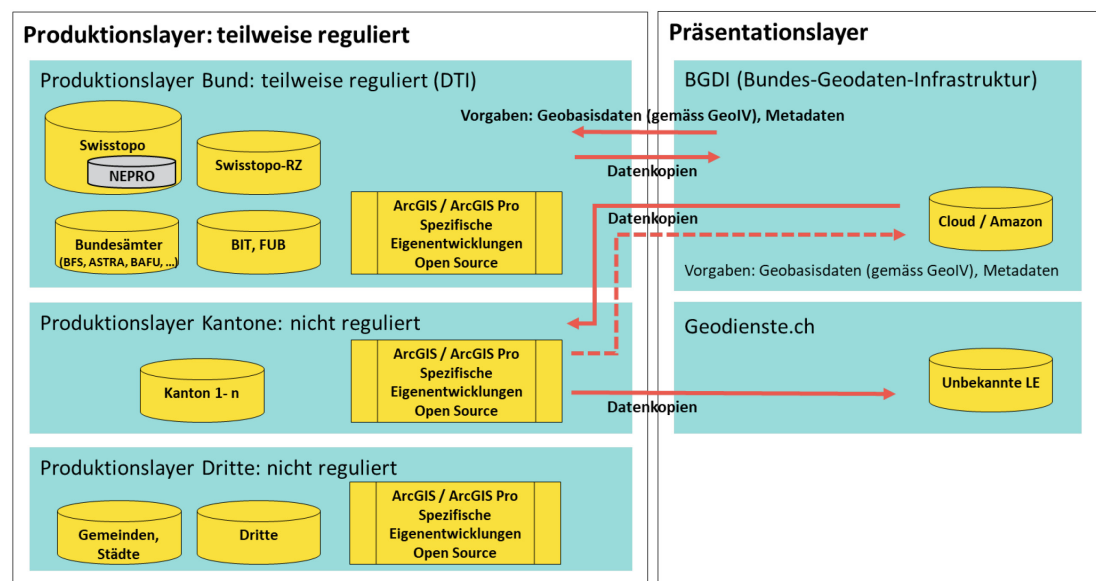 Produktionslayer: teilweise reguliert
Produktionslayer Bund: teilweise reguliert (DTI)
Swisstopo
NEPRO
Swisstopo-RZ
Bundesämter
(BFS, ASTRA, BAFU, ...)
BIT, FUB
ArcGIS / ArcGIS Pro
Spezifische
Eigenentwicklungen
Open Source
Produktionslayer Kantone: nicht reguliert
Kanton 1- n
ArcGIS / ArcGIS Pro
Spezifische
Eigenentwicklungen
Open Source
Produktionslayer Dritte: nicht reguliert
Gemeinden,
Städte
Dritte
ArcGIS / ArcGIS Pro
Spezifische
Eigenentwicklungen
Open Source
Präsentationslayer
BGDI (Bundes-Geodaten-Infrastruktur)
Vorgaben: Geobasisdaten (gemäss GeoIV), Metadaten
Datenkopien
Datenkopien
Cloud / Amazon
Vorgaben: Geobasisdaten (gemäss GeoIV), Metadaten
Geodienste.ch
Unbekannte LE
Datenkopien